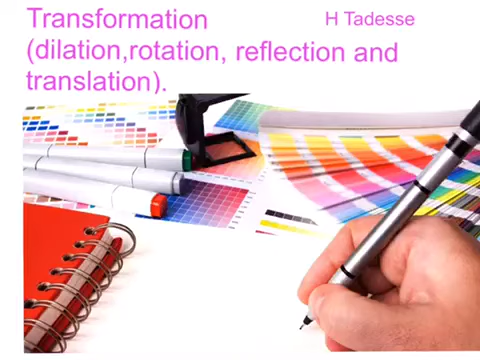 Transformation
H Tadesse
(dilation,rotation, reflection and
translation).